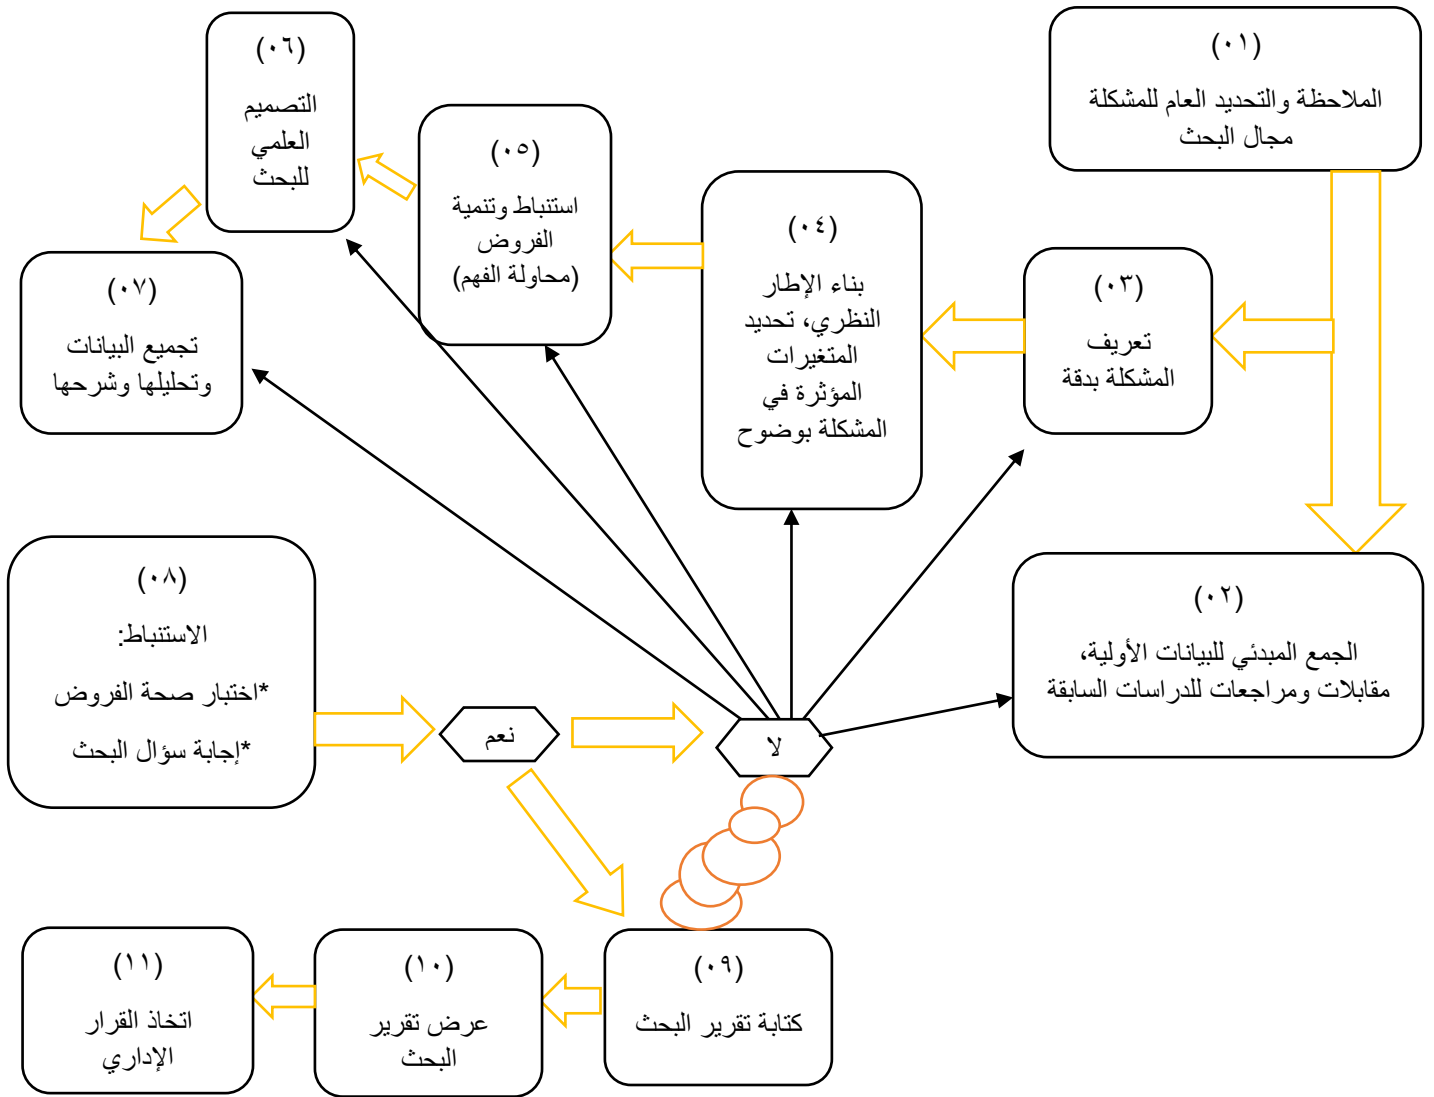 (٠١)
الملاحظة والتحديد العام للمشكلة
مجال البحث
(٠٢)
الجمع المبدئي للبيانات الأولية،
مقابلات ومراجعات للدراسات السابقة
(٠٣)
تعريف
المشكلة بدقة
(٠٤)
بناء الإطار
النظري، تحديد
المتغيرات
المؤثرة في
المشكلة بوضوح
(٠٥)
استنباط وتنمية
الفروض
(محاولة الفهم)
(٠٦)
التصميم
العلمي
للبحث
(٠٧)
تجميع البيانات
وتحليلها وشرحها
(٠٨)
الاستنباط:
*اختبار صحة الفروض
*إجابة سؤال البحث
نعم
لا
(٠٩)
كتابة تقرير البحث
(١٠)
عرض تقرير
البحث
(١١)
اتخاذ القرار
الإداري